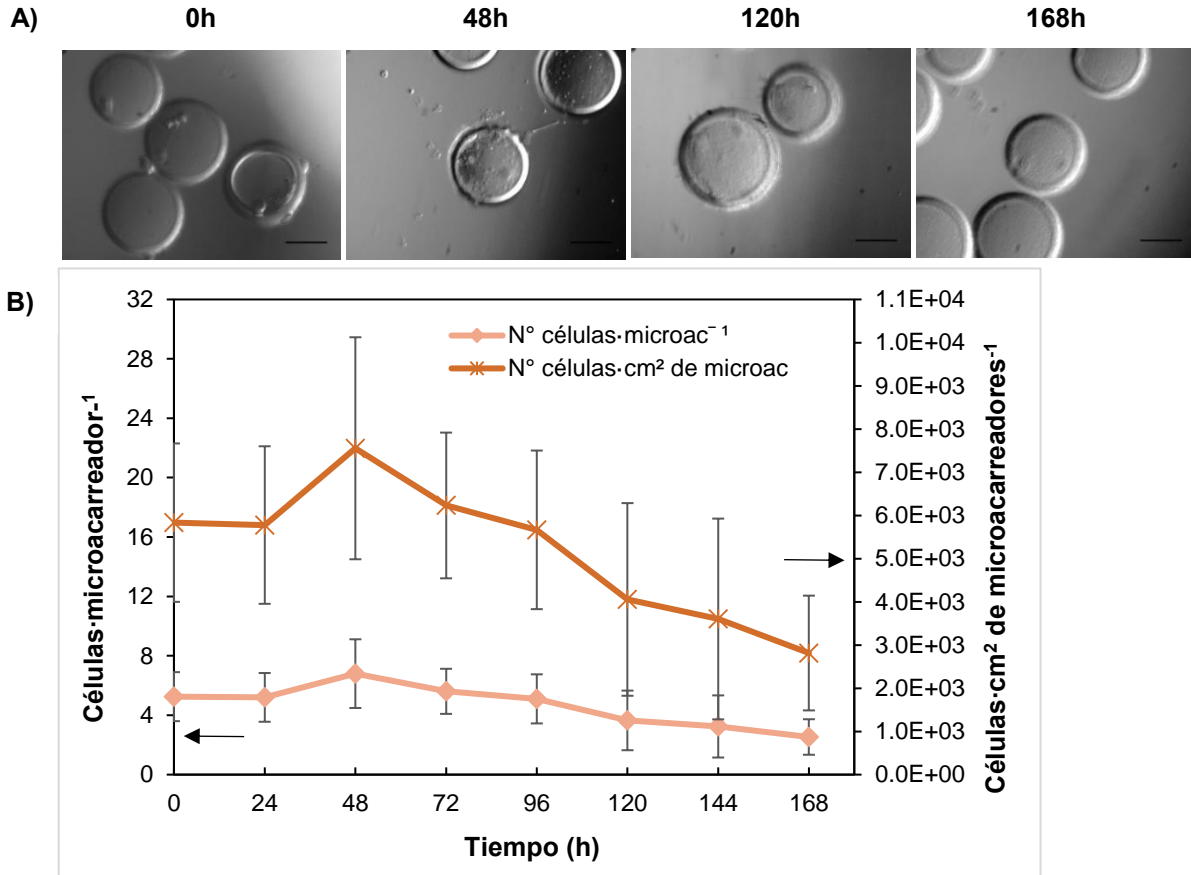 A)
0h 48h 120h 168h
B)
Células·microacarreador-¹
32
28
24
20
16
12
8
4
0
N° células·microac⁻¹
N° células·cm² de microac
1.1E+04
1.0E+04
9.0E+03
8.0E+03
7.0E+03
6.0E+03
5.0E+03
4.0E+03
3.0E+03
2.0E+03
1.0E+03
0.0E+00
Células·cm² de microacarreadores-¹
0 24 48 72 96 120 144 168
Tiempo (h)